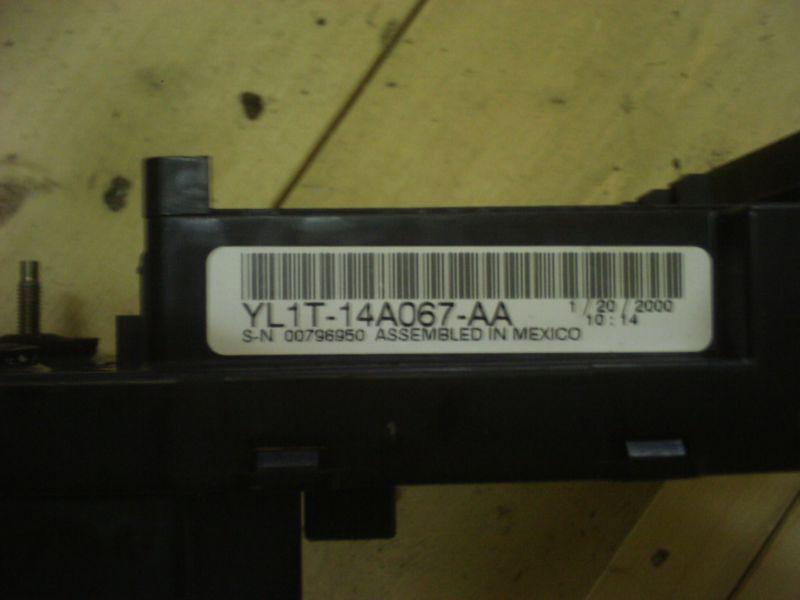 YL1T-14A067-AA 1/20/2000
10:14
S-N 00796950 ASSEMBLED IN MEXICO